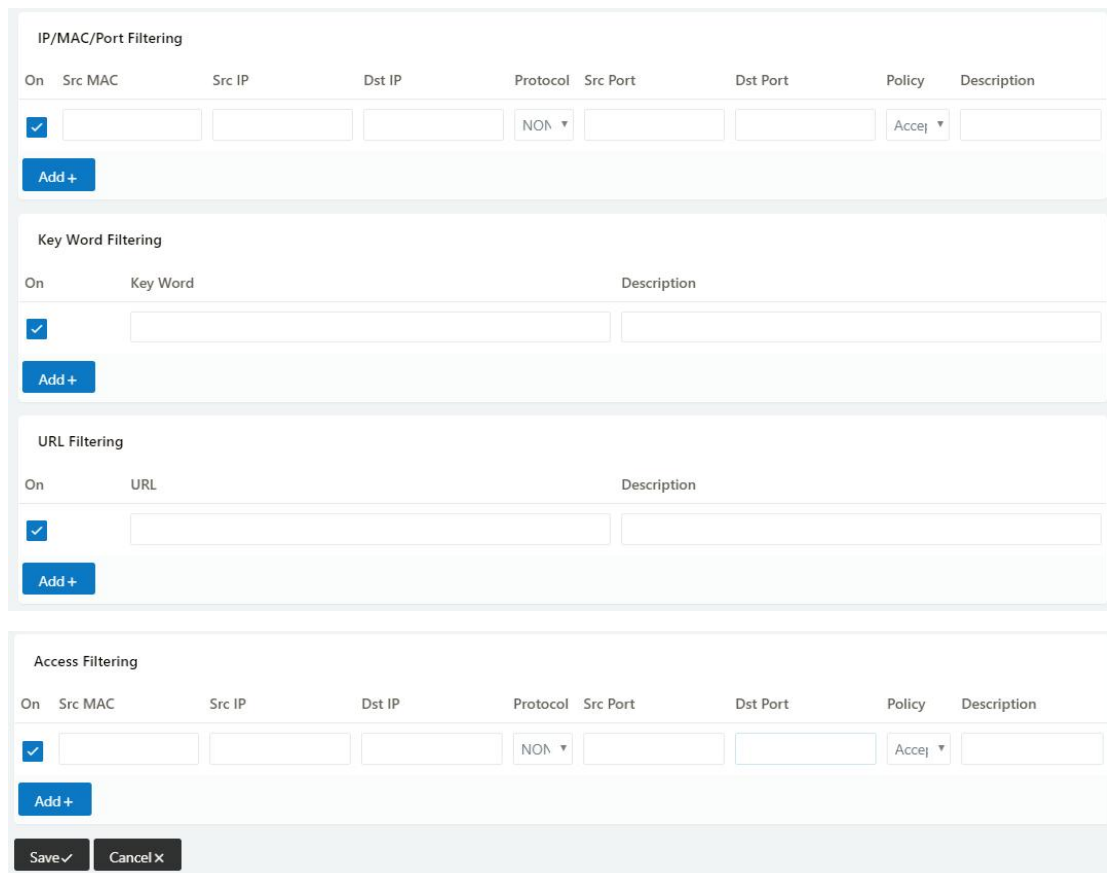 IP/MAC/Port Filtering
On Src MAC Src IP Dst IP Protocol Src Port Dst Port Policy Description
NON Accep
Add+
Key Word Filtering
On Key Word Description
Add+
URL Filtering
On URL Description
Add+
Access Filtering
On Src MAC Src IP Dst IP Protocol Src Port Dst Port Policy Description
NON Accep
Add+
Save Cancel